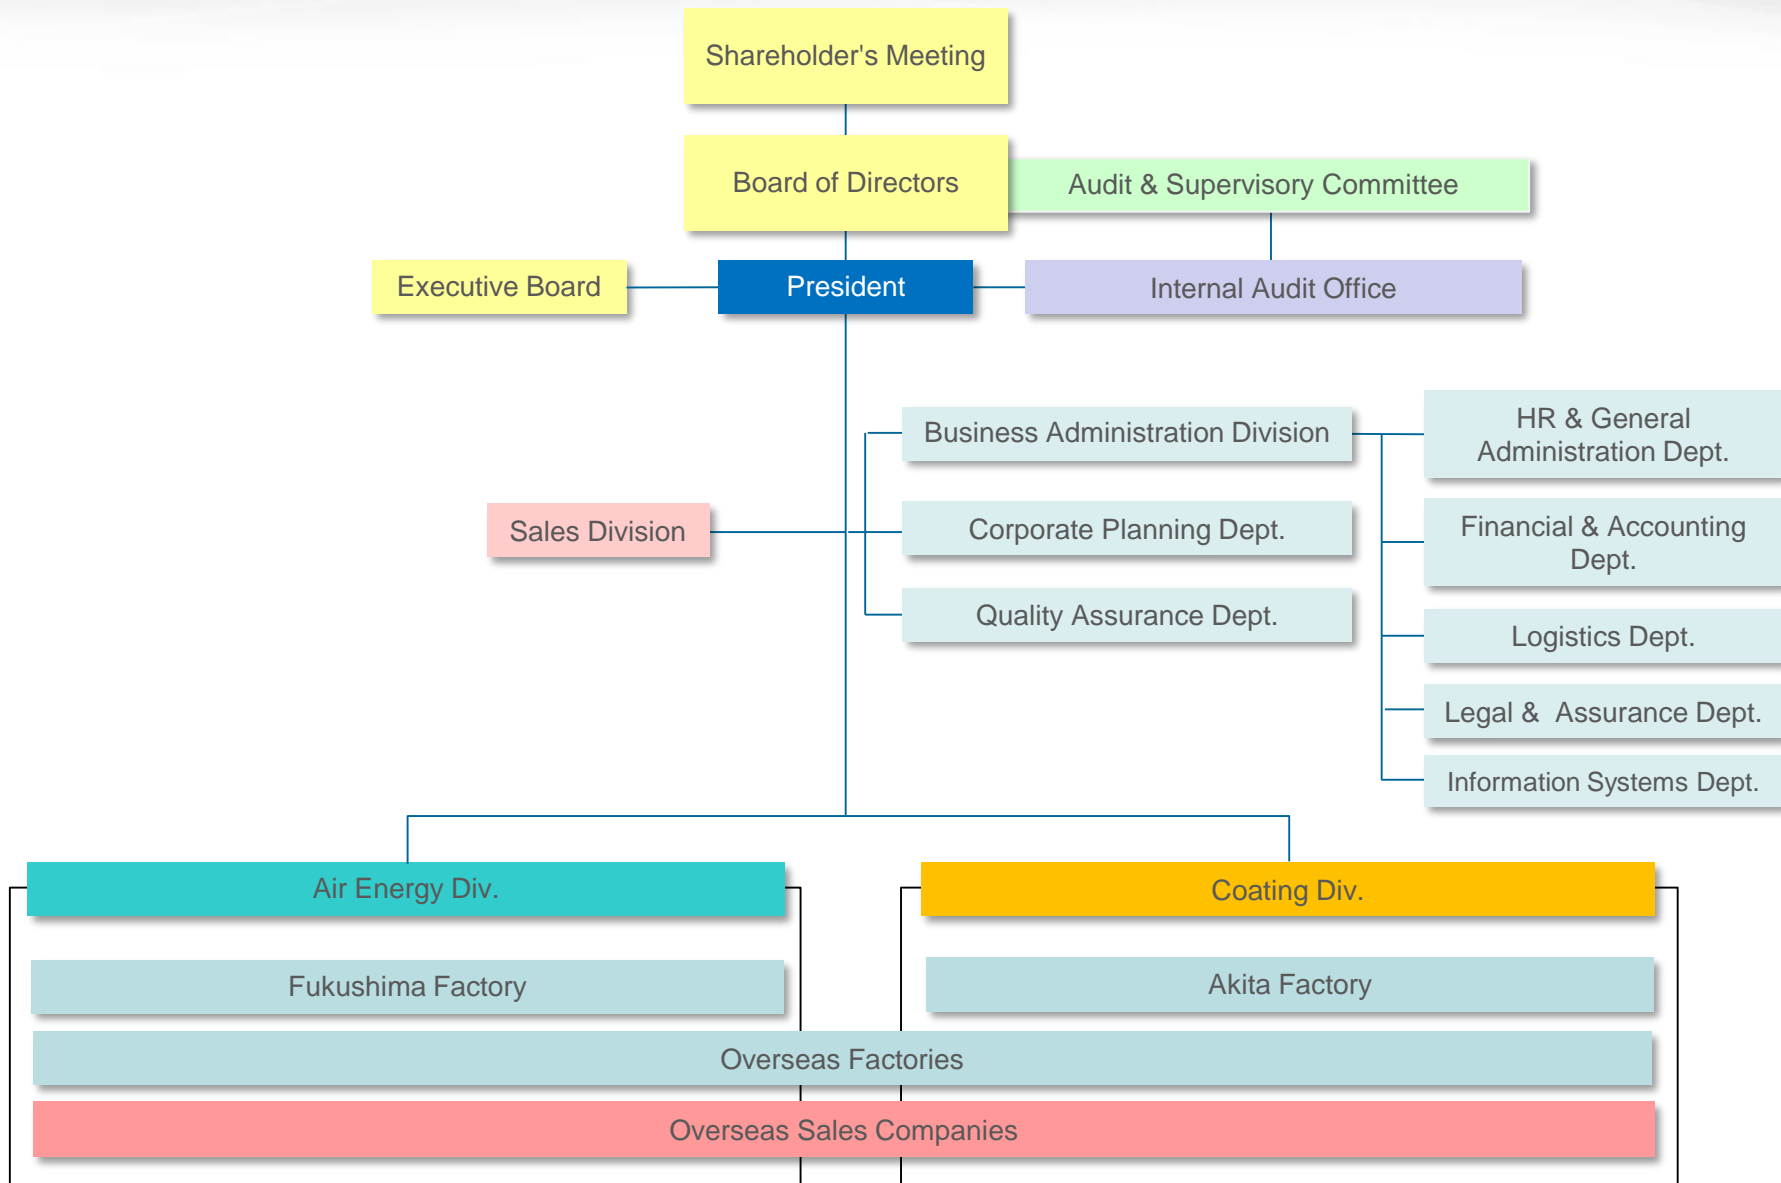 Shareholder's Meeting
Board of Directors
Audit & Supervisory Committee
Executive Board
President
Internal Audit Office
Business Administration Division
HR & General
Administration Dept.
Sales Division
Corporate Planning Dept.
Financial & Accounting
Dept.
Quality Assurance Dept.
Logistics Dept.
Legal &  Assurance Dept.
Information Systems Dept.
Air Energy Div.
Coating Div.
Fukushima Factory
Akita Factory
Overseas Factories
Overseas Sales Companies